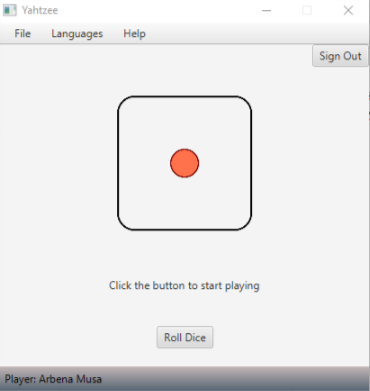 Yahtzee
File Languages Help
Sign Out
Click the button to start playing
Roll Dice
Player: Arbena Musa